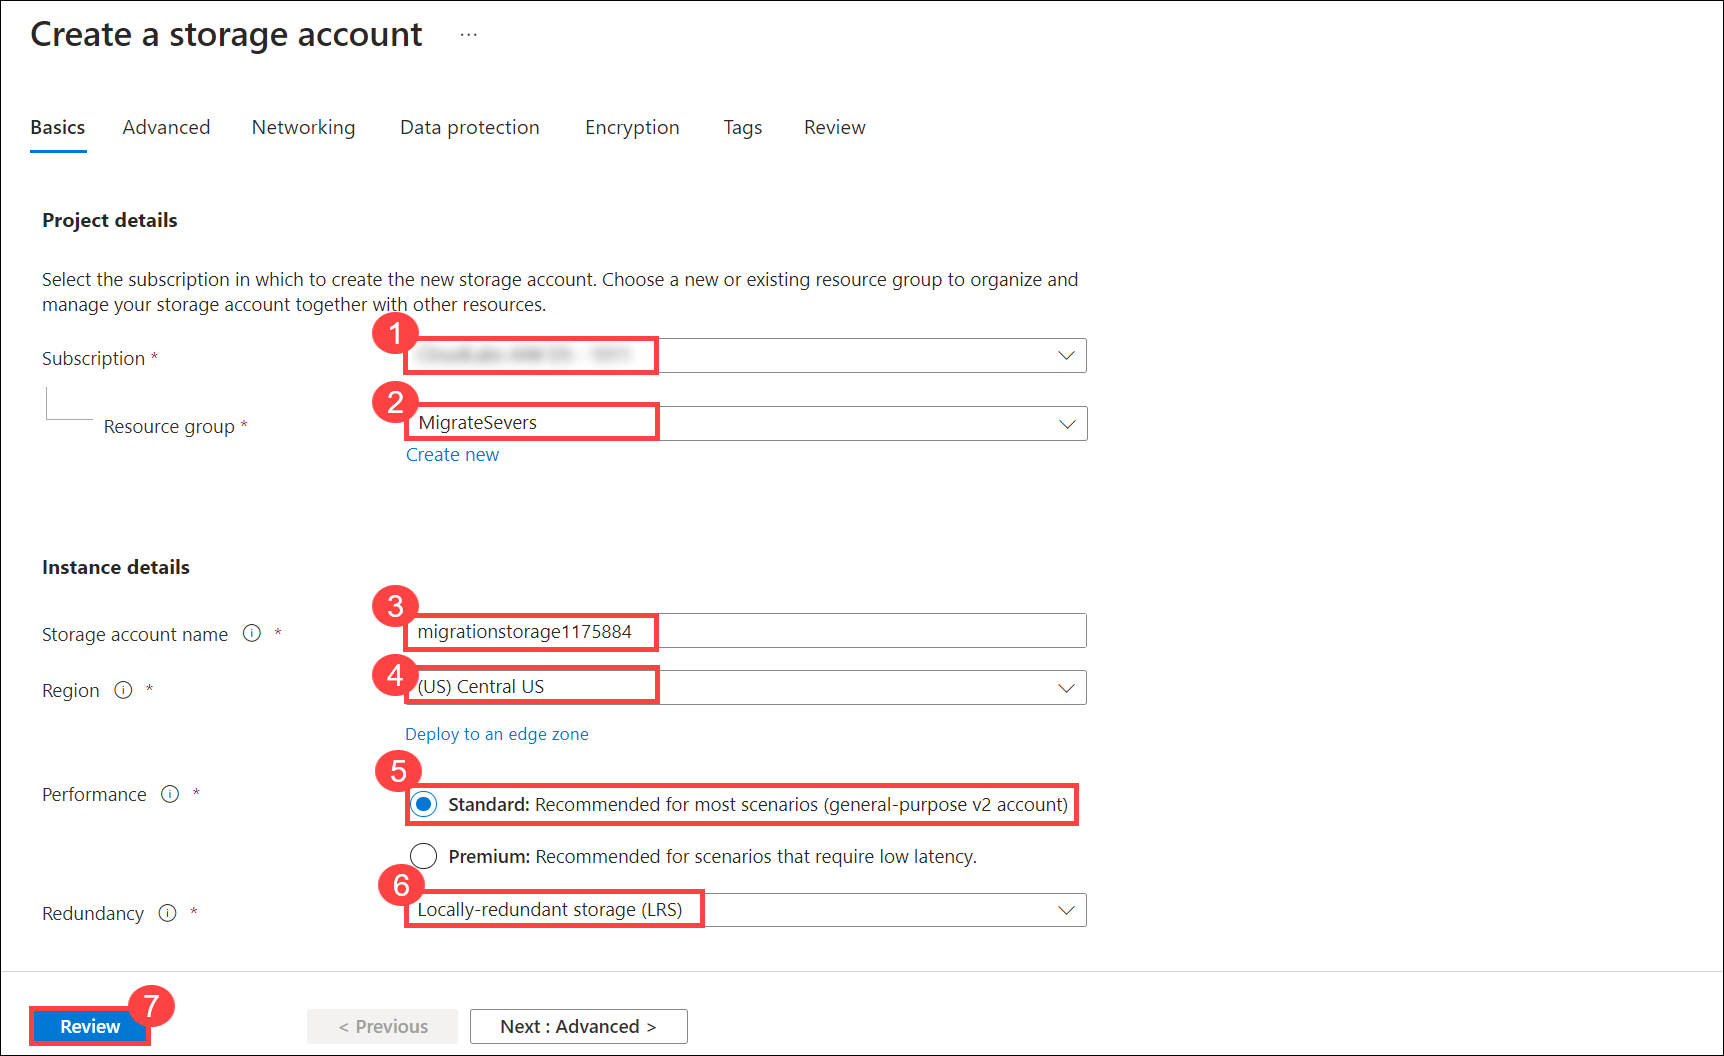 Create a storage account ...
Basics Advanced Networking Data protection Encryption Tags Review
Project details
Select the subscription in which to create the new storage account. Choose a new or existing resource group to organize and
manage your storage account together with other resources.
1
Subscription *
2
Resource group * MigrateSevers
Create new
Instance details
3
Storage account name * migrationstorage1175884
4
Region * (US) Central US
Deploy to an edge zone
5
Performance * Standard: Recommended for most scenarios (general-purpose v2 account)
Premium: Recommended for scenarios that require low latency.
6
Redundancy * Locally-redundant storage (LRS)
7
Review < Previous Next : Advanced >